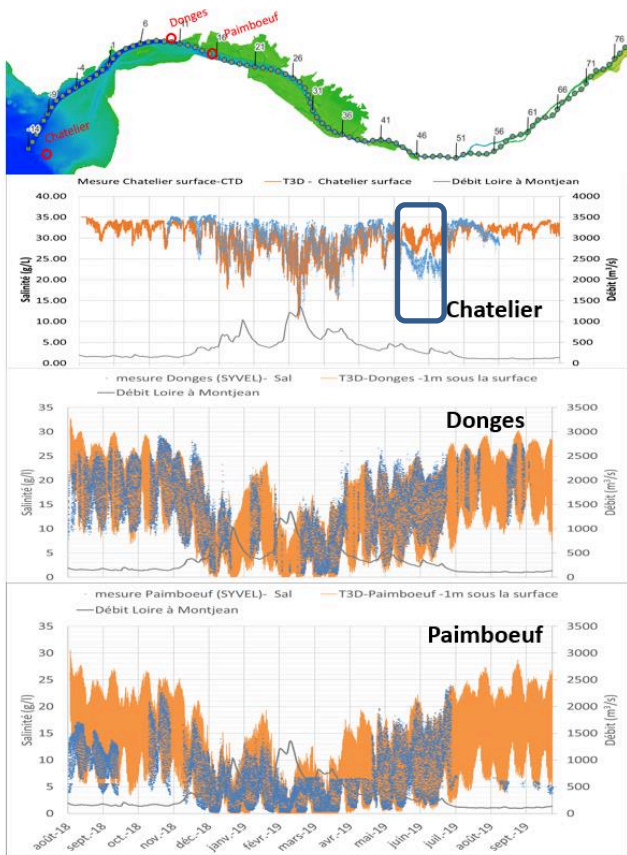 Donges
Paimboeuf
6 11 16 21 26 31 36 41 46 51 56 61 66 71 76
1 -4 -9 -14
Chatelier
Mesure Chatelier surface-CTD T3D - Chatelier surface Débit Loire à Montjean
Salinité (g/L)
40.00 35.00 30.00 25.00 20.00 15.00 10.00 5.00 0.00
4000 3500 3000 2500 2000 1500 1000 500 0
Débit (m³/s)
Chatelier
mesure Donges (SYVEL)- Sal T3D-Donges -1m sous la surface
Débit Loire à Montjean
Donges
Salinité (g/l)
35 30 25 20 15 10 5 0
3500 3000 2500 2000 1500 1000 500 0
Débit (m³/s)
mesure Paimboeuf (SYVEL)- Sal T3D-Paimboeuf -1m sous la surface
Débit Loire à Montjean
Paimboeuf
Salinité (g/l)
35 30 25 20 15 10 5 0
3500 3000 2500 2000 1500 1000 500 0
Débit (m³/s)
août-18 sept.-18 oct.-18 nov.-18 déc.-18 janv.-19 févr.-19 mars-19 avr.-19 mai-19 juin-19 juil.-19 août-19 sept.-19